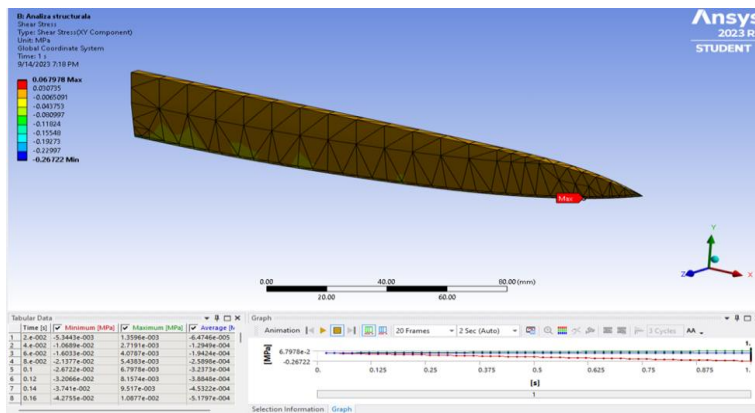 B: Analiza structurala
Shear Stress
Type: Shear Stress(XY Component)
Unit: MPa
Global Coordinate System
Time: 1 s
9/14/2023 7:18 PM
0.067978 Max
0.030735
-0.0065091
-0.043753
-0.080997
-0.11824
-0.15548
-0.19273
-0.22997
-0.26722 Min
Ansys
2023 R
STUDENT
Max
Y
Z X
0.00 40.00 80.00 (mm)
20.00 60.00
Tabular Data
Time [s] Minimum [MPa] Maximum [MPa] Average [M
1 2.e-002 -5.3443e-003 1.3596e-003 -6.4746e-005
2 4.e-002 -1.0689e-002 2.7191e-003 -1.2949e-004
3 6.e-002 -1.6033e-002 4.0787e-003 -1.9424e-004
4 8.e-002 -2.1377e-002 5.4383e-003 -2.5898e-004
5 0.1 -2.6722e-002 6.7978e-003 -3.2373e-004
6 0.12 -3.2066e-002 8.1574e-003 -3.8848e-004
7 0.14 -3.741e-002 9.517e-003 -4.5322e-004
8 0.16 -4.2755e-002 1.0877e-002 -5.1797e-004
Graph
Animation 20 Frames 2 Sec (Auto) 3 Cycles AA
1.
[MPa]
6.7978e-2
-0.26722
0. 0.125 0.25 0.375 0.5 0.625 0.75 0.875 1.
[s]
1
Selection Information Graph